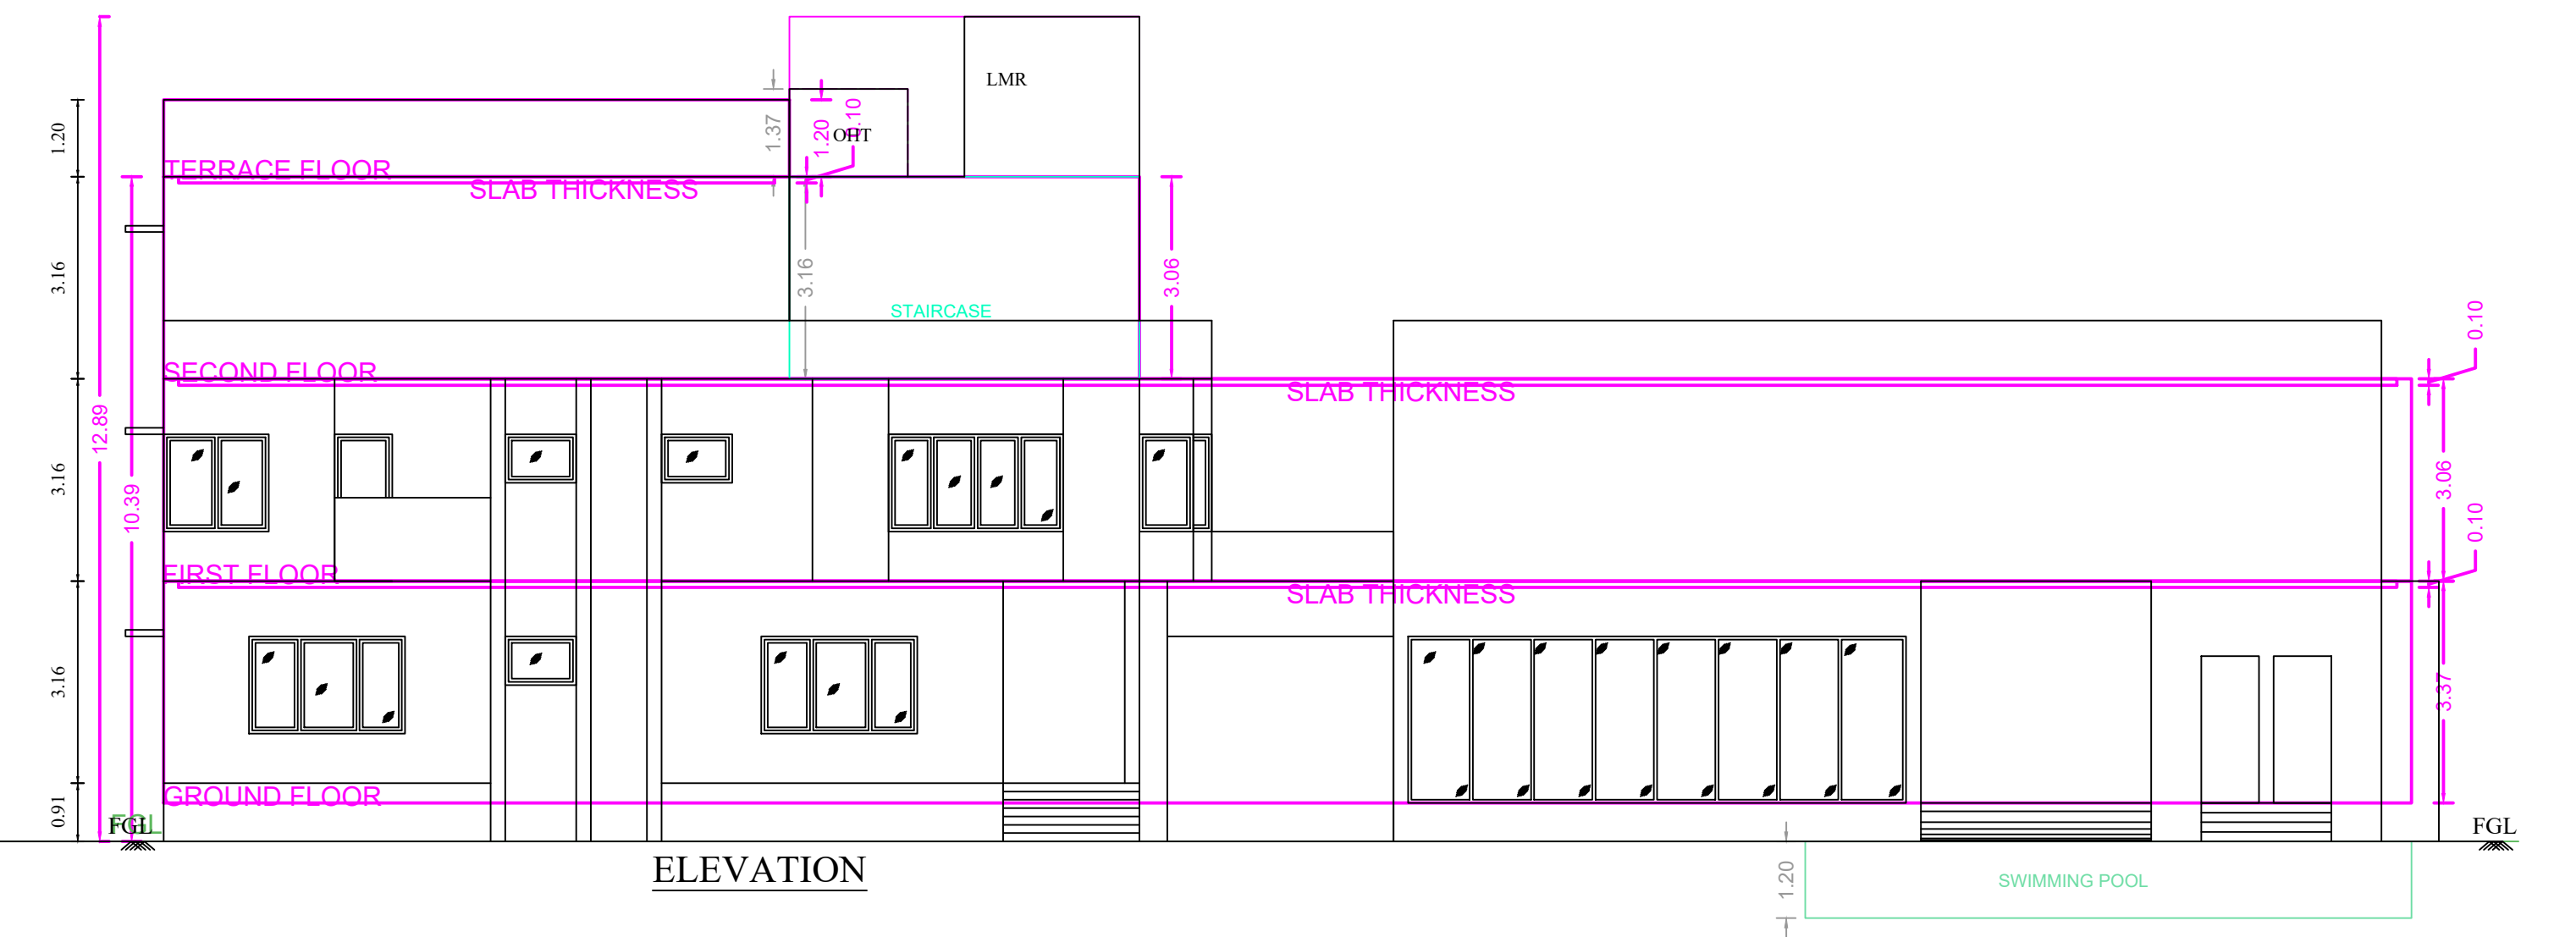 LMR
1.20
1.37
1.20
0.10
OHT
TERRACE FLOOR
SLAB THICKNESS
3.16
3.16
3.06
STAIRCASE
0.10
SECOND FLOOR
SLAB THICKNESS
12.89
3.16
10.39
3.06
0.10
FIRST FLOOR
SLAB THICKNESS
3.16
3.37
GROUND FLOOR
0.91
FGL
FGL
FGL
ELEVATION
1.20
SWIMMING POOL